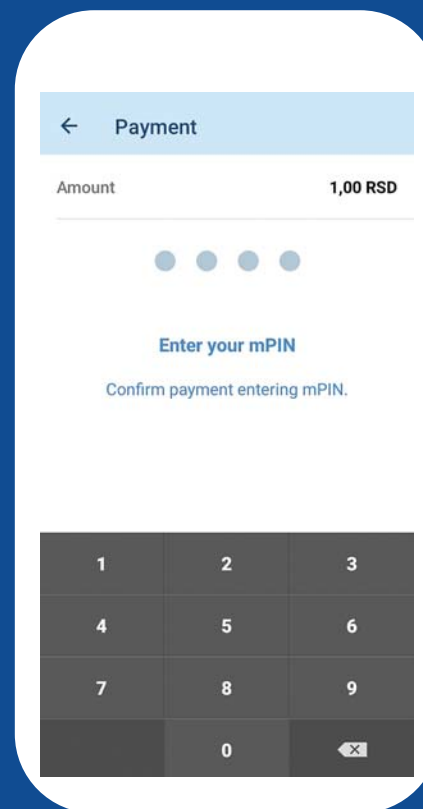 Payment
Amount 1,00 RSD
Enter your mPIN
Confirm payment entering mPIN.
1 2 3
4 5 6
7 8 9
0